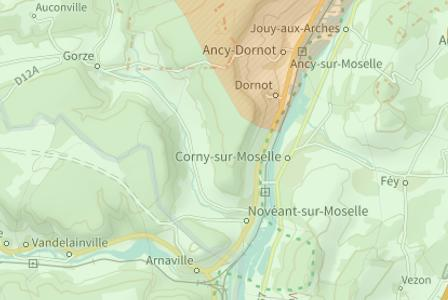 Auconville
Jouy-aux-Arches
Gorze
Ancy-Dornot
Ancy-sur-Moselle
D12A
Dornot
Corny-sur-Moselle
Féy
Novéant-sur-Moselle
Vandelainville
Arnaville
Vezon